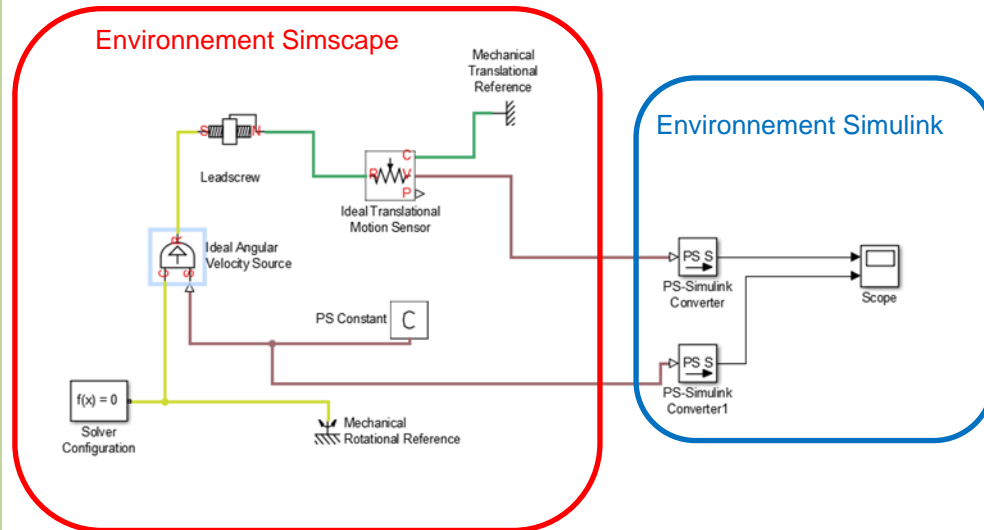 Environnement Simscape
Mechanical
Translational
Reference
Environnement Simulink
S
N
Leadscrew
C
R
V
P
Ideal Translational
Motion Sensor
R
C
S
Ideal Angular
Velocity Source
PS S
PS-Simulink
Converter
Scope
PS Constant
C
PS S
PS-Simulink
Converter1
f(x) = 0
Solver
Configuration
Mechanical
Rotational Reference